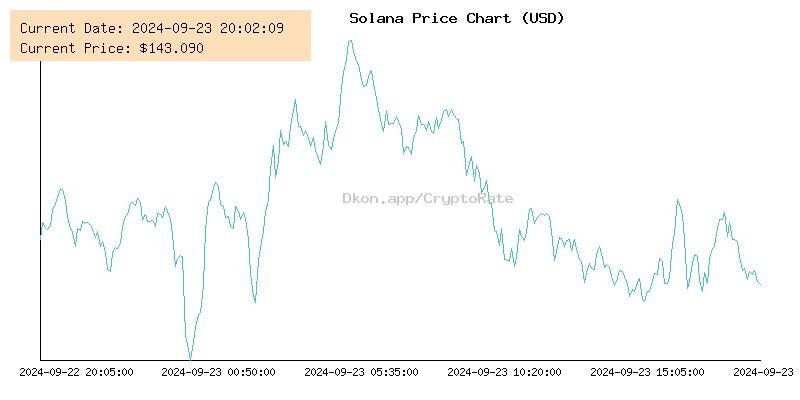 Solana Price Chart (USD)
Current Date: 2024-09-23 20:02:09
Current Price: $143.090
Dkon.app/CryptoRate
2024-09-22 20:05:00 2024-09-23 00:50:00 2024-09-23 05:35:00 2024-09-23 10:20:00 2024-09-23 15:05:00 2024-09-23